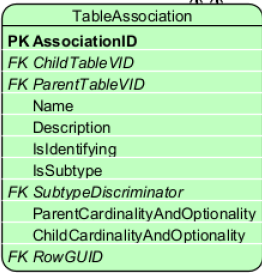 TableAssociation
PK AssociationID
FK ChildTableVID
FK ParentTableVID
Name
Description
IsIdentifying
IsSubtype
FK SubtypeDiscriminator
ParentCardinalityAndOptionality
ChildCardinalityAndOptionality
FK RowGUID